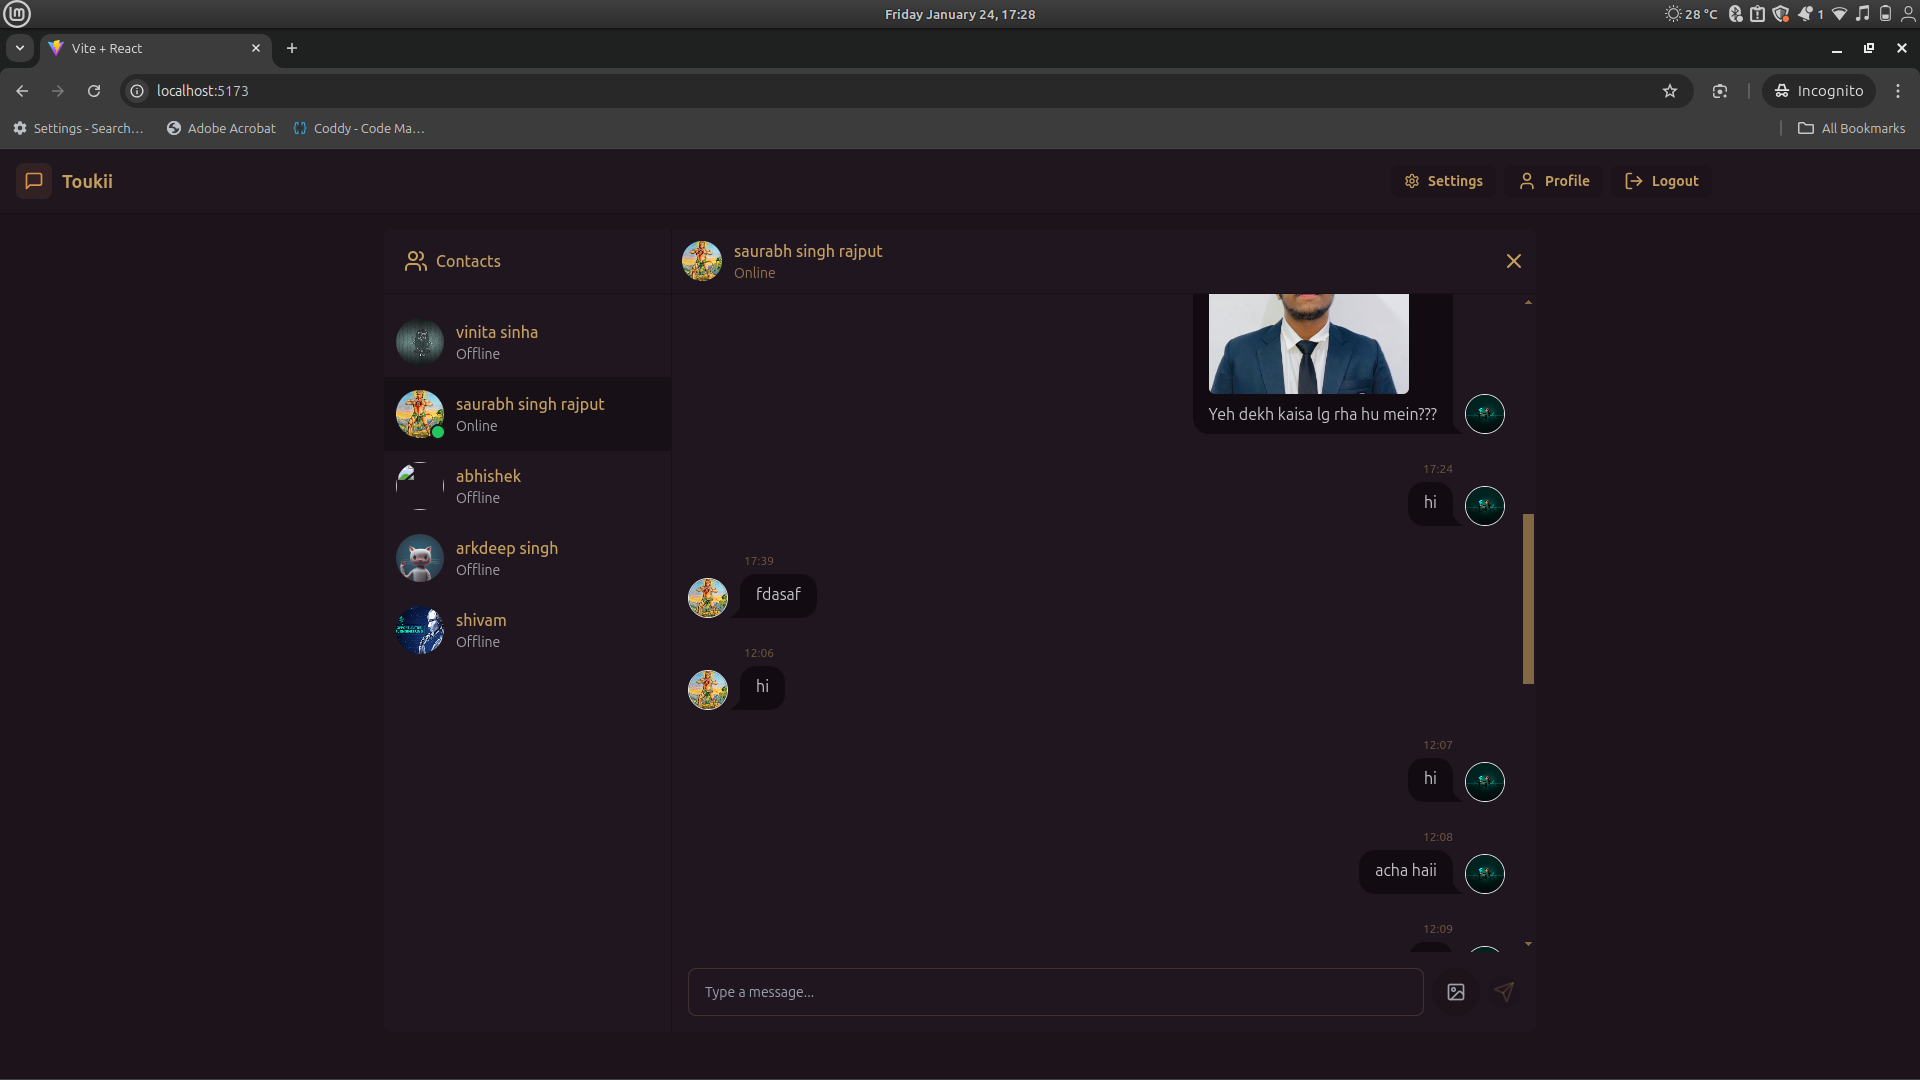 Friday January 24, 17:28
28 °C
1
Vite + React
localhost:5173
Incognito
Settings - Search...
Adobe Acrobat
Coddy - Code Ma...
All Bookmarks
Toukii
Settings
Profile
Logout
Contacts
vinita sinha
Offline
saurabh singh rajput
Online
abhishek
Offline
arkdeep singh
Offline
shivam
Offline
saurabh singh rajput
Online
Yeh dekh kaisa lg rha hu mein???
17:24
hi
17:39
fdasaf
12:06
hi
12:07
hi
12:08
acha haii
12:09
Type a message...